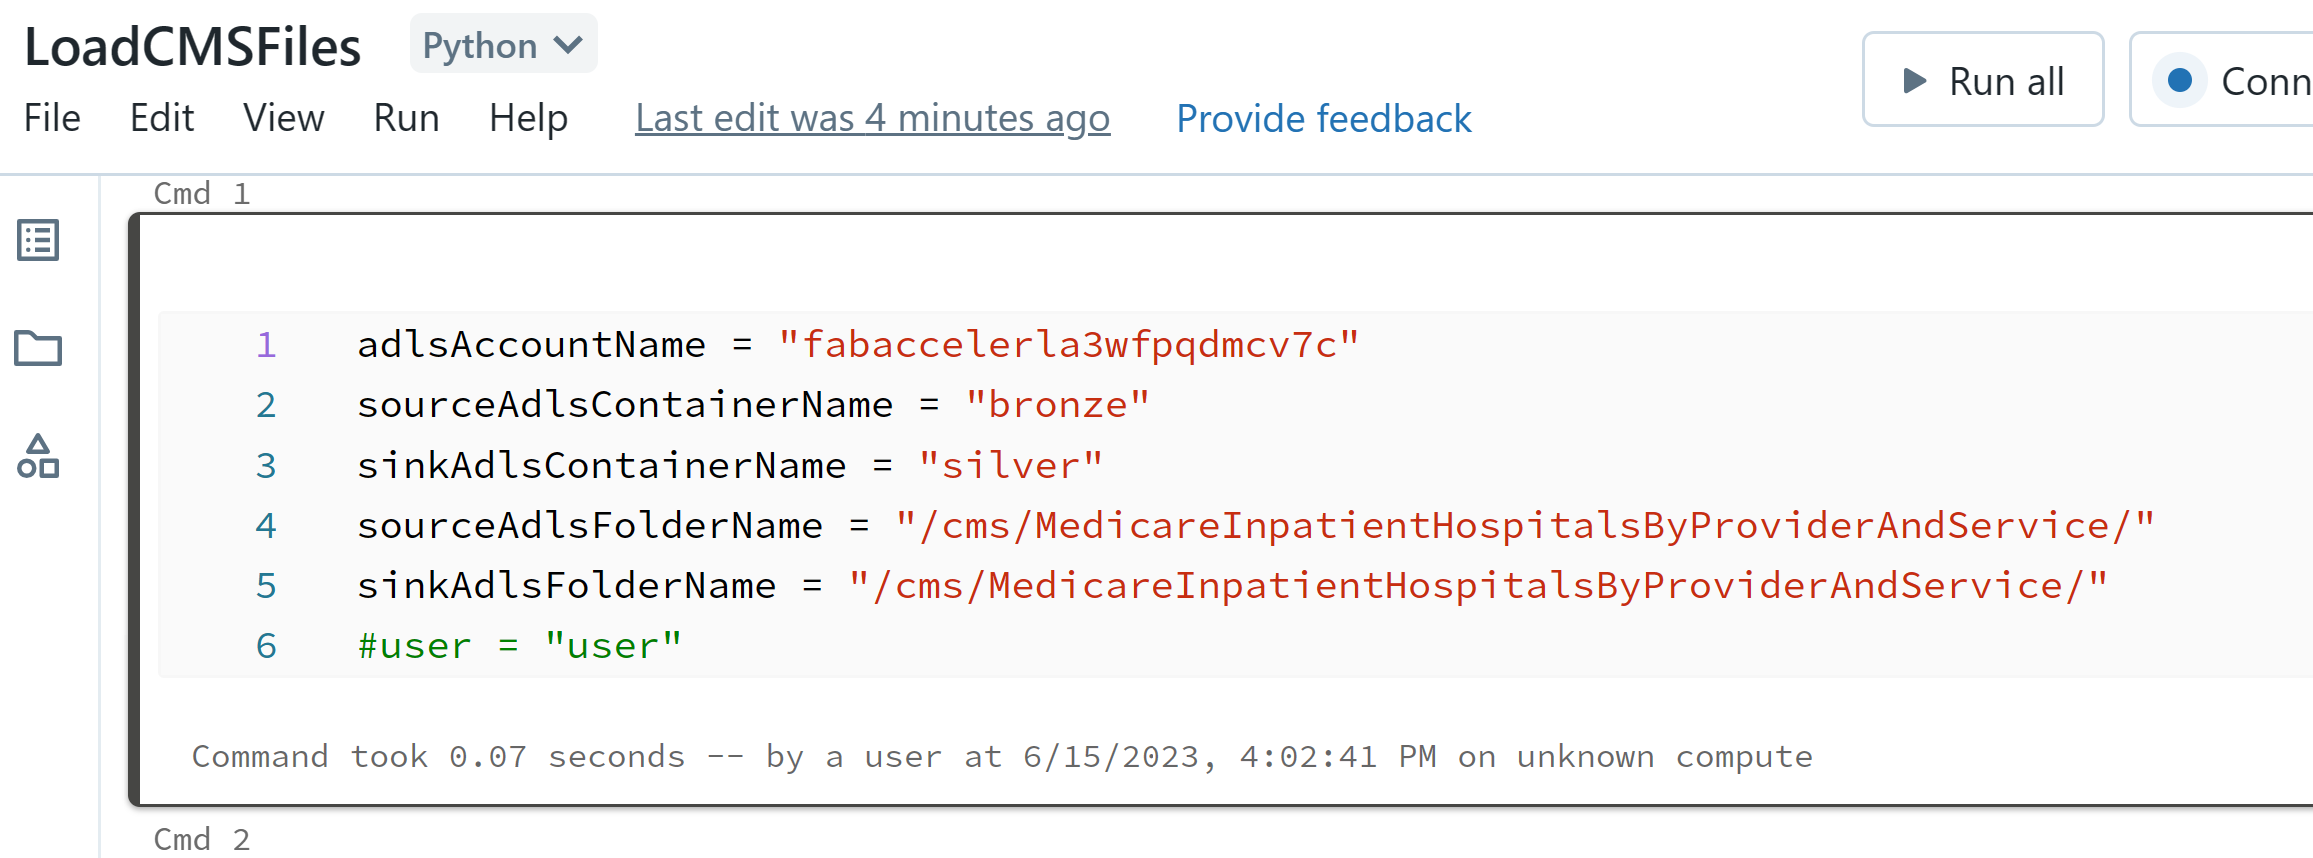 LoadCMSFiles Python
File Edit View Run Help Last edit was 4 minutes ago Provide feedback
Run all Conn
Cmd 1
1 adlsAccountName = "fabaccelerla3wfpqdmcv7c"
2 sourceAdlsContainerName = "bronze"
3 sinkAdlsContainerName = "silver"
4 sourceAdlsFolderName = "/cms/MedicareInpatientHospitalsByProviderAndService/"
5 sinkAdlsFolderName = "/cms/MedicareInpatientHospitalsByProviderAndService/"
6 #user = "user"
Command took 0.07 seconds -- by a user at 6/15/2023, 4:02:41 PM on unknown compute
Cmd 2